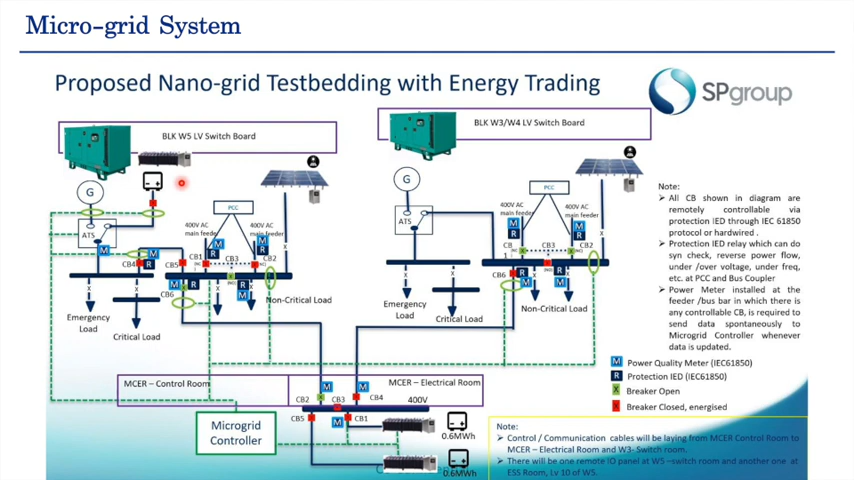 Micro-grid System
Proposed Nano-grid Testbedding with Energy Trading
SPgroup
BLK W5 LV Switch Board
BLK W3/W4 LV Switch Board
G
G
PCC
PCC
ATS
ATS
400V AC
main feeder
400V AC
main feeder
400V AC
main feeder
400V AC
main feeder
CB4
CB5
CB1
CB3
CB2
CB6
CB
1
CB3
CB2
CB6
M
R
Emergency
Load
Critical Load
Non-Critical Load
Emergency
Load
Critical Load
Non-Critical Load
Note:
➢ All CB shown in diagram are
remotely controllable via
protection IED through IEC 61850
protocol or hardwired .
➢ Protection IED relay which can do
syn check, reverse power flow,
under /over voltage, under freq,
etc. at PCC and Bus Coupler
➢ Power Meter installed at the
feeder /bus bar in which there is
any controllable CB, is required to
send data spontaneously to
Microgrid Controller whenever
data is updated.
M Power Quality Meter (IEC61850)
R Protection IED (IEC61850)
Breaker Open
Breaker Closed, energised
MCER – Control Room
MCER – Electrical Room
CB2
CB3
CB4
400V
CB5
CB1
Microgrid
Controller
0.6MWh
0.6MWh
Note:
➢ Control / Communication cables will be laying from MCER Control Room to
MCER – Electrical Room and W3- Switch room.
➢ There will be one remote IO panel at W5 –switch room and another one at
ESS Room, Lv 10 of W5.